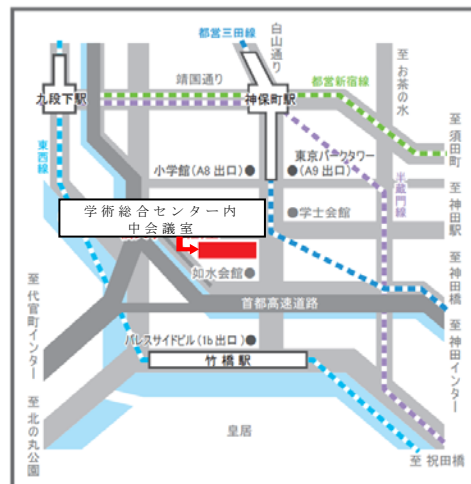 都営三田線
白山通り
至お茶の水
靖国通り
都営新宿線
九段下駅
神保町駅
至須田町
東西線
東京パークタワー
小学館(A8 出口)
(A9 出口)
半蔵門線
至神田駅
学術総合センター内
中会議室
学士会館
如水会館
至神田橋
至代官町インター
首都高速道路
至神田インター
パレスサイドビル(1b出口)
竹橋駅
至北の丸公園
皇居
至 祝田橋